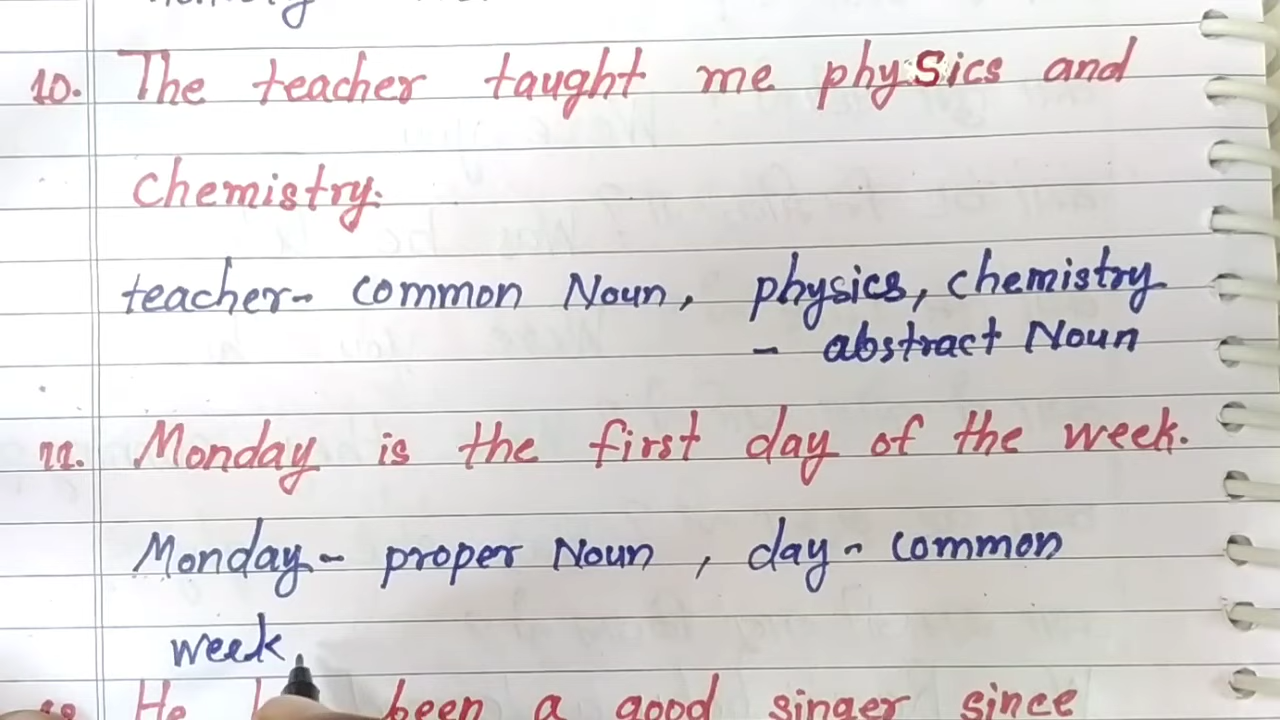 10. The teacher taught me physics and
chemistry.
teacher- common Noun, physics, chemistry
- abstract Noun
11. Monday is the first day of the week.
Monday- proper Noun, day- common
week
He been a good singer since